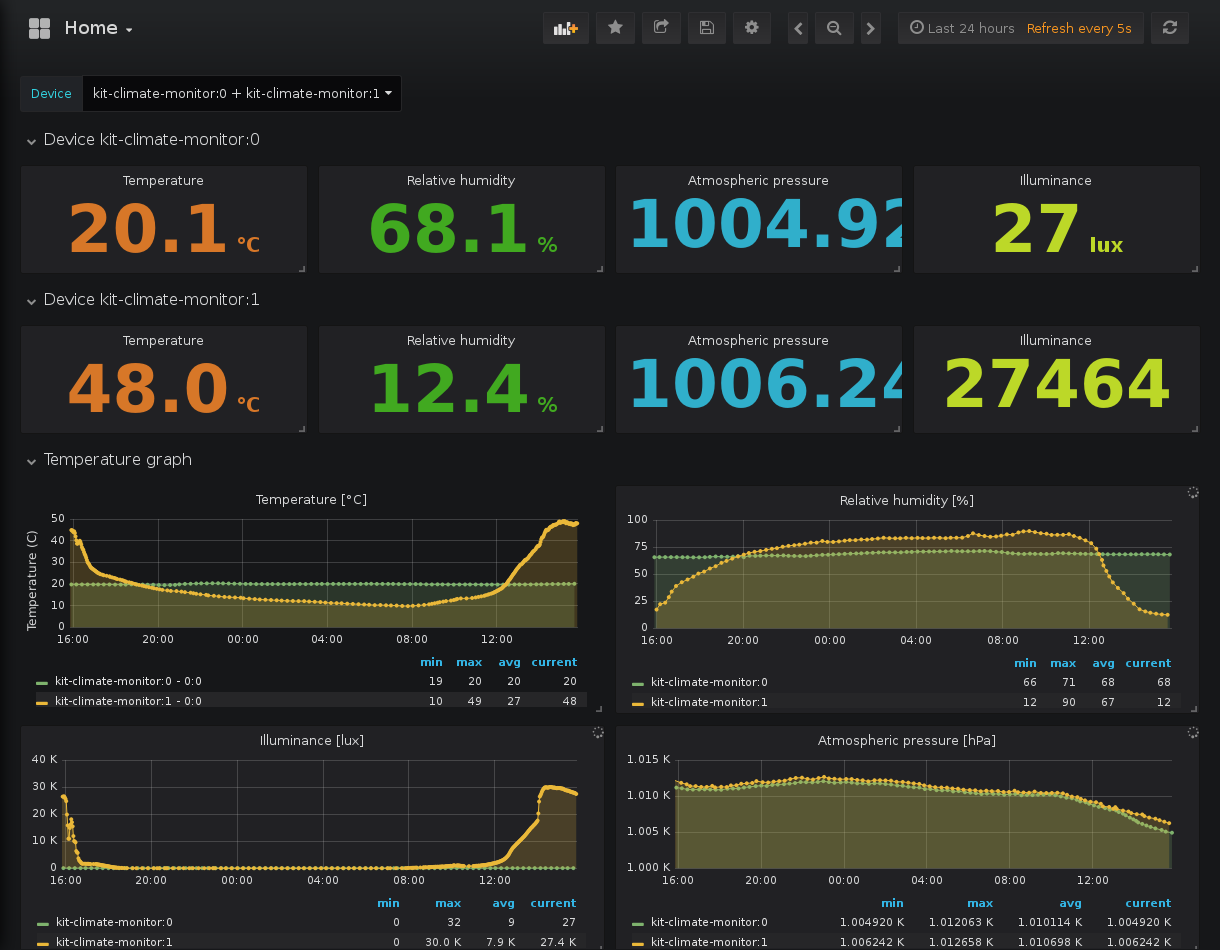 Home
Last 24 hours Refresh every 5s
Device kit-climate-monitor:0 + kit-climate-monitor:1
Device kit-climate-monitor:0
Temperature Relative humidity Atmospheric pressure Illuminance
20.1 °C 68.1 % 1004.92 27 lux
Device kit-climate-monitor:1
Temperature Relative humidity Atmospheric pressure Illuminance
48.0 °C 12.4 % 1006.24 27464
Temperature graph
Temperature [°C]
Temperature (C)
50
40
30
20
10
0
16:00 20:00 00:00 04:00 08:00 12:00
min max avg current
kit-climate-monitor:0 - 0:0 19 20 20 20
kit-climate-monitor:1 - 0:0 10 49 27 48
Relative humidity [%]
100
75
50
25
0
16:00 20:00 00:00 04:00 08:00 12:00
min max avg current
kit-climate-monitor:0 66 71 68 68
kit-climate-monitor:1 12 90 67 12
Illuminance [lux]
40 K
30 K
20 K
10 K
0
16:00 20:00 00:00 04:00 08:00 12:00
min max avg current
kit-climate-monitor:0 0 32 9 27
kit-climate-monitor:1 0 30.0 K 7.9 K 27.4 K
Atmospheric pressure [hPa]
1.015 K
1.010 K
1.005 K
1.000 K
16:00 20:00 00:00 04:00 08:00 12:00
min max avg current
kit-climate-monitor:0 1.004920 K 1.012063 K 1.010114 K 1.004920 K
kit-climate-monitor:1 1.006242 K 1.012658 K 1.010698 K 1.006242 K